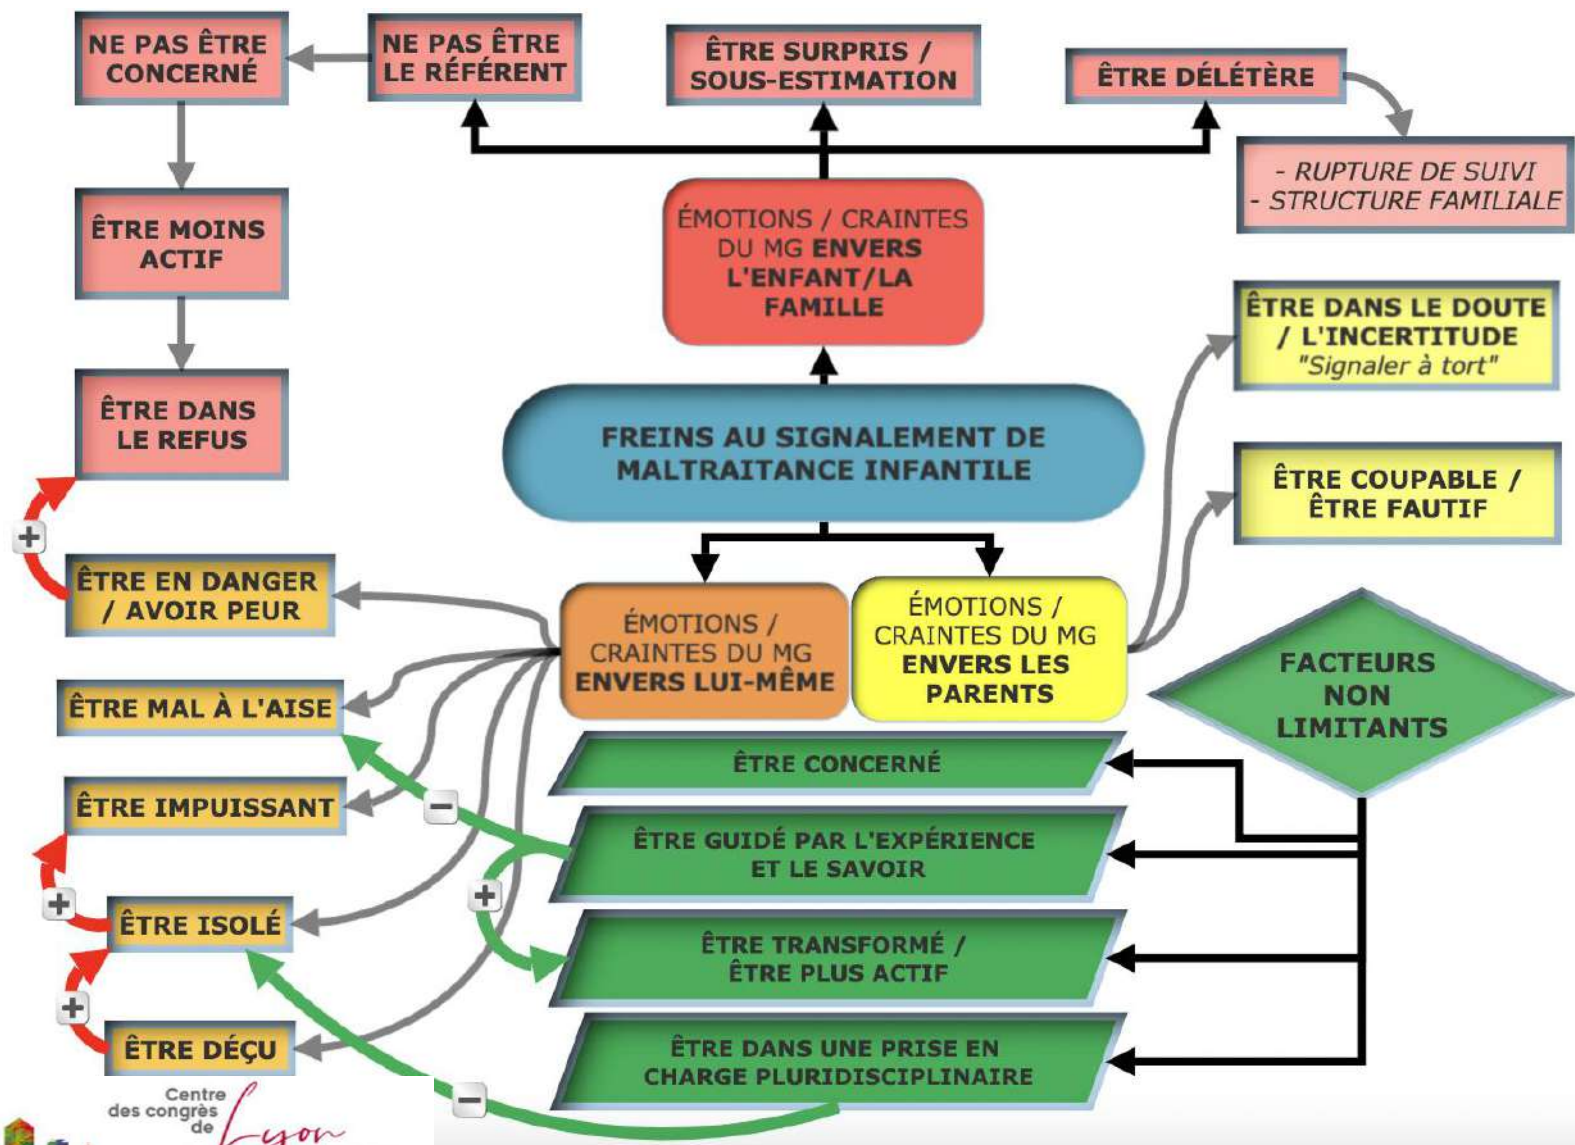 NE PAS ÊTRE
CONCERNÉ
NE PAS ÊTRE
LE RÉFÉRENT
ÊTRE SURPRIS /
SOUS-ESTIMATION
ÊTRE DÉLÉTÈRE
- RUPTURE DE SUIVI
- STRUCTURE FAMILIALE
ÊTRE MOINS
ACTIF
ÉMOTIONS / CRAINTES
DU MG ENVERS
L'ENFANT/LA
FAMILLE
ÊTRE DANS LE DOUTE
/ L'INCERTITUDE
"Signaler à tort"
ÊTRE DANS
LE REFUS
FREINS AU SIGNALEMENT DE
MALTRAITANCE INFANTILE
ÊTRE COUPABLE /
ÊTRE FAUTIF
+
ÊTRE EN DANGER
/ AVOIR PEUR
ÉMOTIONS /
CRAINTES DU MG
ENVERS LUI-MÊME
ÉMOTIONS /
CRAINTES DU MG
ENVERS LES
PARENTS
FACTEURS
NON
LIMITANTS
ÊTRE MAL À L'AISE
ÊTRE CONCERNÉ
ÊTRE IMPUISSANT
−
ÊTRE GUIDÉ PAR L'EXPÉRIENCE
ET LE SAVOIR
+
+
ÊTRE ISOLÉ
ÊTRE TRANSFORMÉ /
ÊTRE PLUS ACTIF
+
ÊTRE DÉÇU
ÊTRE DANS UNE PRISE EN
CHARGE PLURIDISCIPLINAIRE
−
Centre
des congrès
de
Lyon